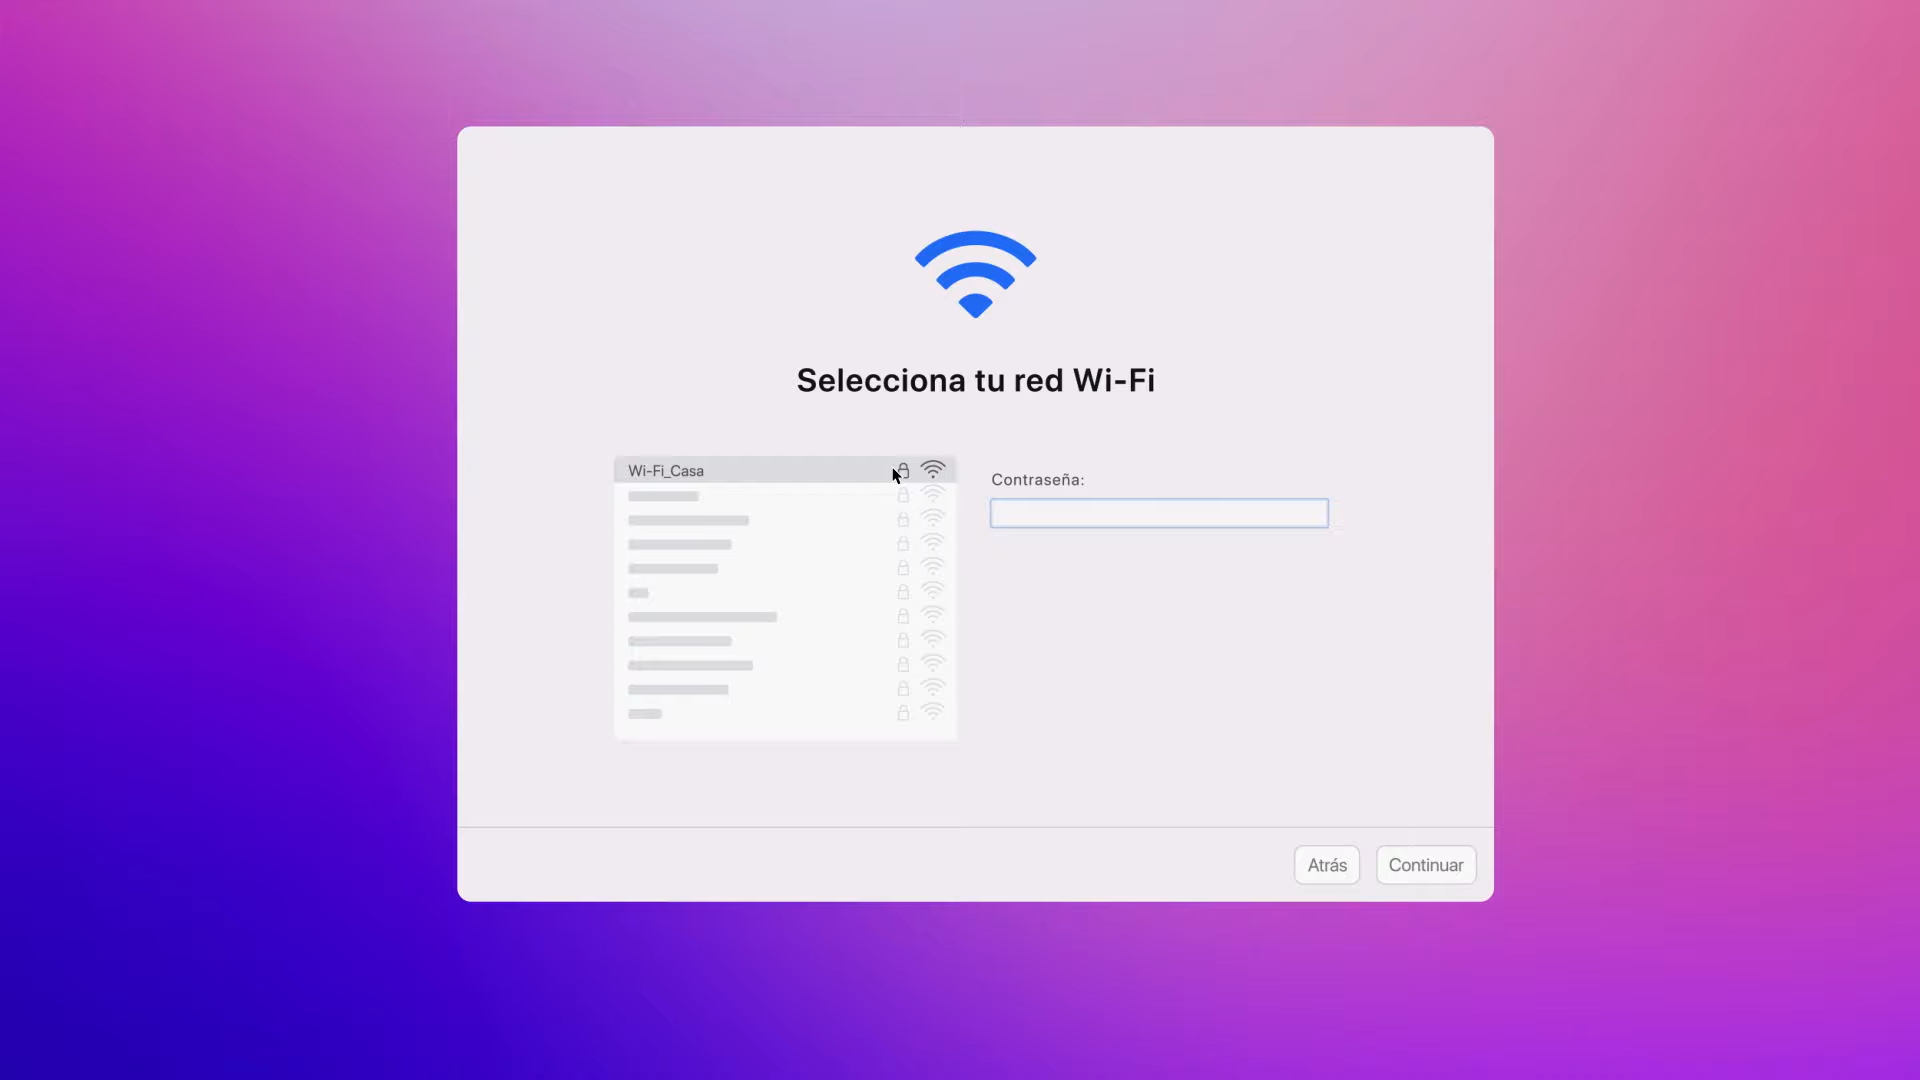 Selecciona tu red Wi-Fi
Wi-Fi_Casa
Contraseña:
Atrás
Continuar